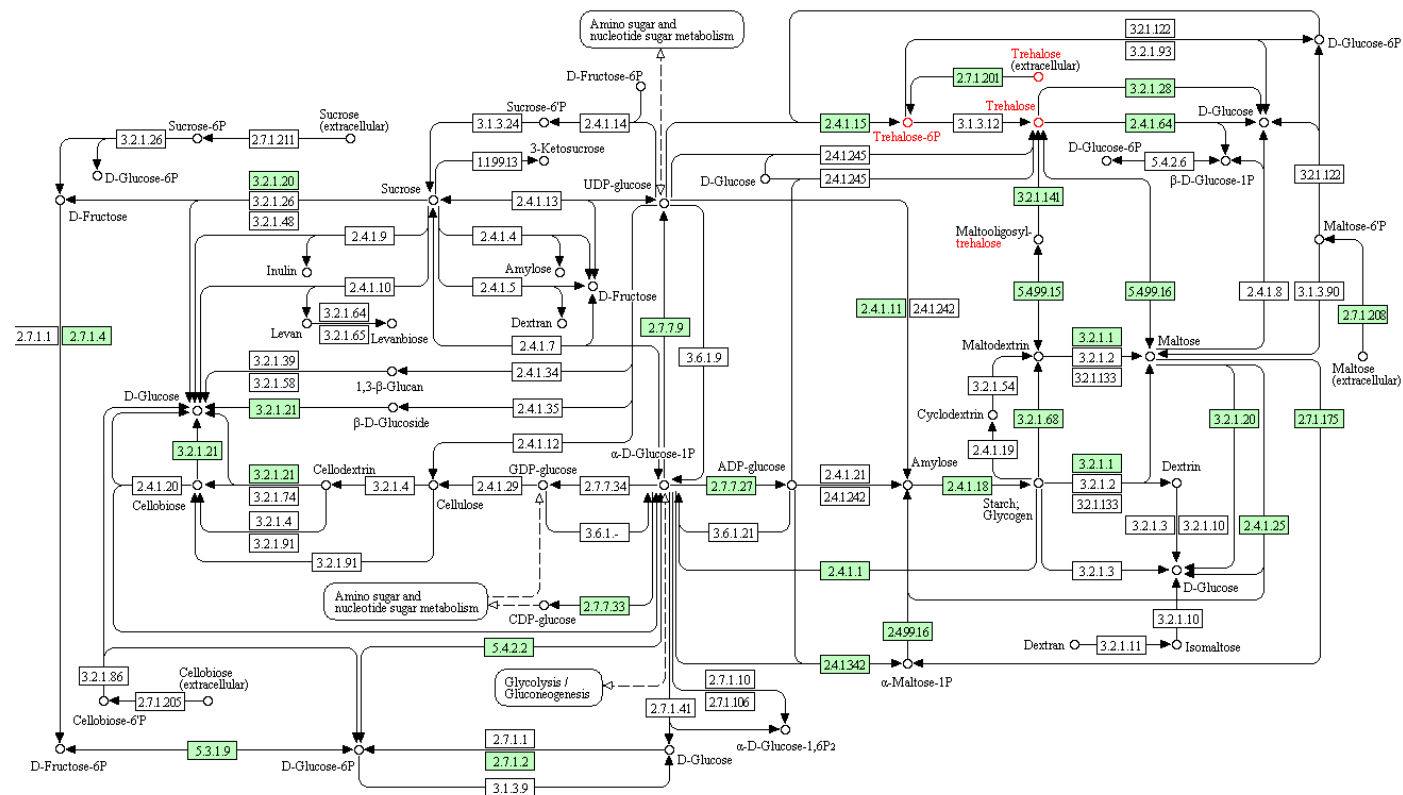 Amino sugar and
nucleotide sugar metabolism
3.2.1.122
D-Glucose-6P
3.2.1.93
Trehalose
(extracellular)
2.7.1.201
D-Fructose-6P
3.2.1.28
Sucrose
(extracellular)
Sucrose-6P
2.7.1.211
3.2.1.26
Sucrose-6'P
3.1.3.24
2.4.1.14
2.4.1.15
Trehalose-6P
3.1.3.12
Trehalose
2.4.1.64
D-Glucose
D-Glucose-6P
1.1.99.13
3-Ketosucrose
2.4.1.245
2.4.1.245
D-Glucose
D-Glucose-6P
5.4.2.6
β-D-Glucose-1P
3.2.1.122
3.2.1.20
3.2.1.26
3.2.1.48
D-Fructose
Sucrose
2.4.1.13
UDP-glucose
3.2.1.141
2.4.1.9
2.4.1.4
Inulin
Amylose
Maltooligosyl-
trehalose
Maltose-6'P
2.4.1.10
2.4.1.5
D-Fructose
5.4.99.15
5.4.99.16
2.4.1.8
3.1.3.90
2.7.1.208
Levan
3.2.1.64
3.2.1.65
Levanbiose
Dextran
2.4.1.11
2.4.1.242
2.7.1.1
2.7.1.4
2.7.7.9
2.4.1.7
3.6.1.9
Maltodextrin
3.2.1.1
3.2.1.2
3.2.1.133
Maltose
Maltose
(extracellular)
3.2.1.39
3.2.1.58
1,3-β-Glucan
2.4.1.34
3.2.1.54
D-Glucose
3.2.1.21
β-D-Glucoside
2.4.1.35
Cyclodextrin
3.2.1.68
3.2.1.20
2.7.1.175
3.2.1.21
2.4.1.12
α-D-Glucose-1P
2.4.1.19
2.4.1.20
Cellobiose
3.2.1.21
3.2.1.74
3.2.1.4
3.2.1.91
Cellodextrin
3.2.1.4
Cellulose
2.4.1.29
GDP-glucose
2.7.7.34
2.7.7.27
ADP-glucose
2.4.1.21
2.4.1.242
Amylose
2.4.1.18
Starch;
Glycogen
3.2.1.1
3.2.1.2
3.2.1.133
Dextrin
3.2.1.3
3.2.1.10
2.4.1.25
3.2.1.91
3.6.1.-
3.6.1.21
2.4.1.1
3.2.1.3
D-Glucose
Amino sugar and
nucleotide sugar metabolism
CDP-glucose
2.7.7.33
3.2.1.10
2.4.99.16
5.4.2.2
Dextran
3.2.1.11
Isomaltose
2.4.1.342
α-Maltose-1P
3.2.1.86
Cellobiose
(extracellular)
2.7.1.205
Cellobiose-6'P
Glycolysis /
Gluconeogenesis
2.7.1.10
2.7.1.106
2.7.1.41
α-D-Glucose-1,6P2
D-Fructose-6P
5.3.1.9
D-Glucose-6P
2.7.1.1
2.7.1.2
D-Glucose
3.1.3.9